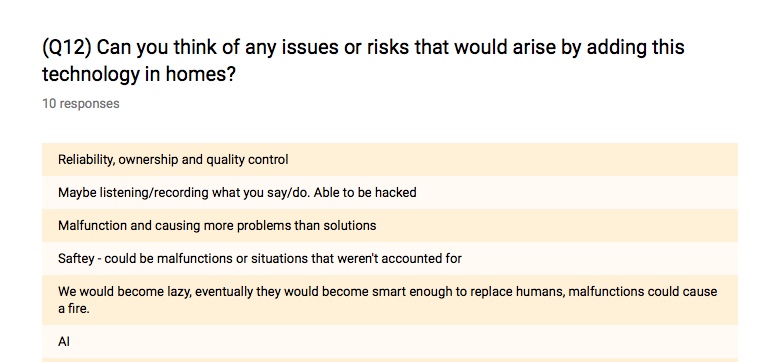 (Q12) Can you think of any issues or risks that would arise by adding this
technology in homes?
10 responses
Reliability, ownership and quality control
Maybe listening/recording what you say/do. Able to be hacked
Malfunction and causing more problems than solutions
Saftey - could be malfunctions or situations that weren't accounted for
We would become lazy, eventually they would become smart enough to replace humans, malfunctions could cause
a fire.
AI